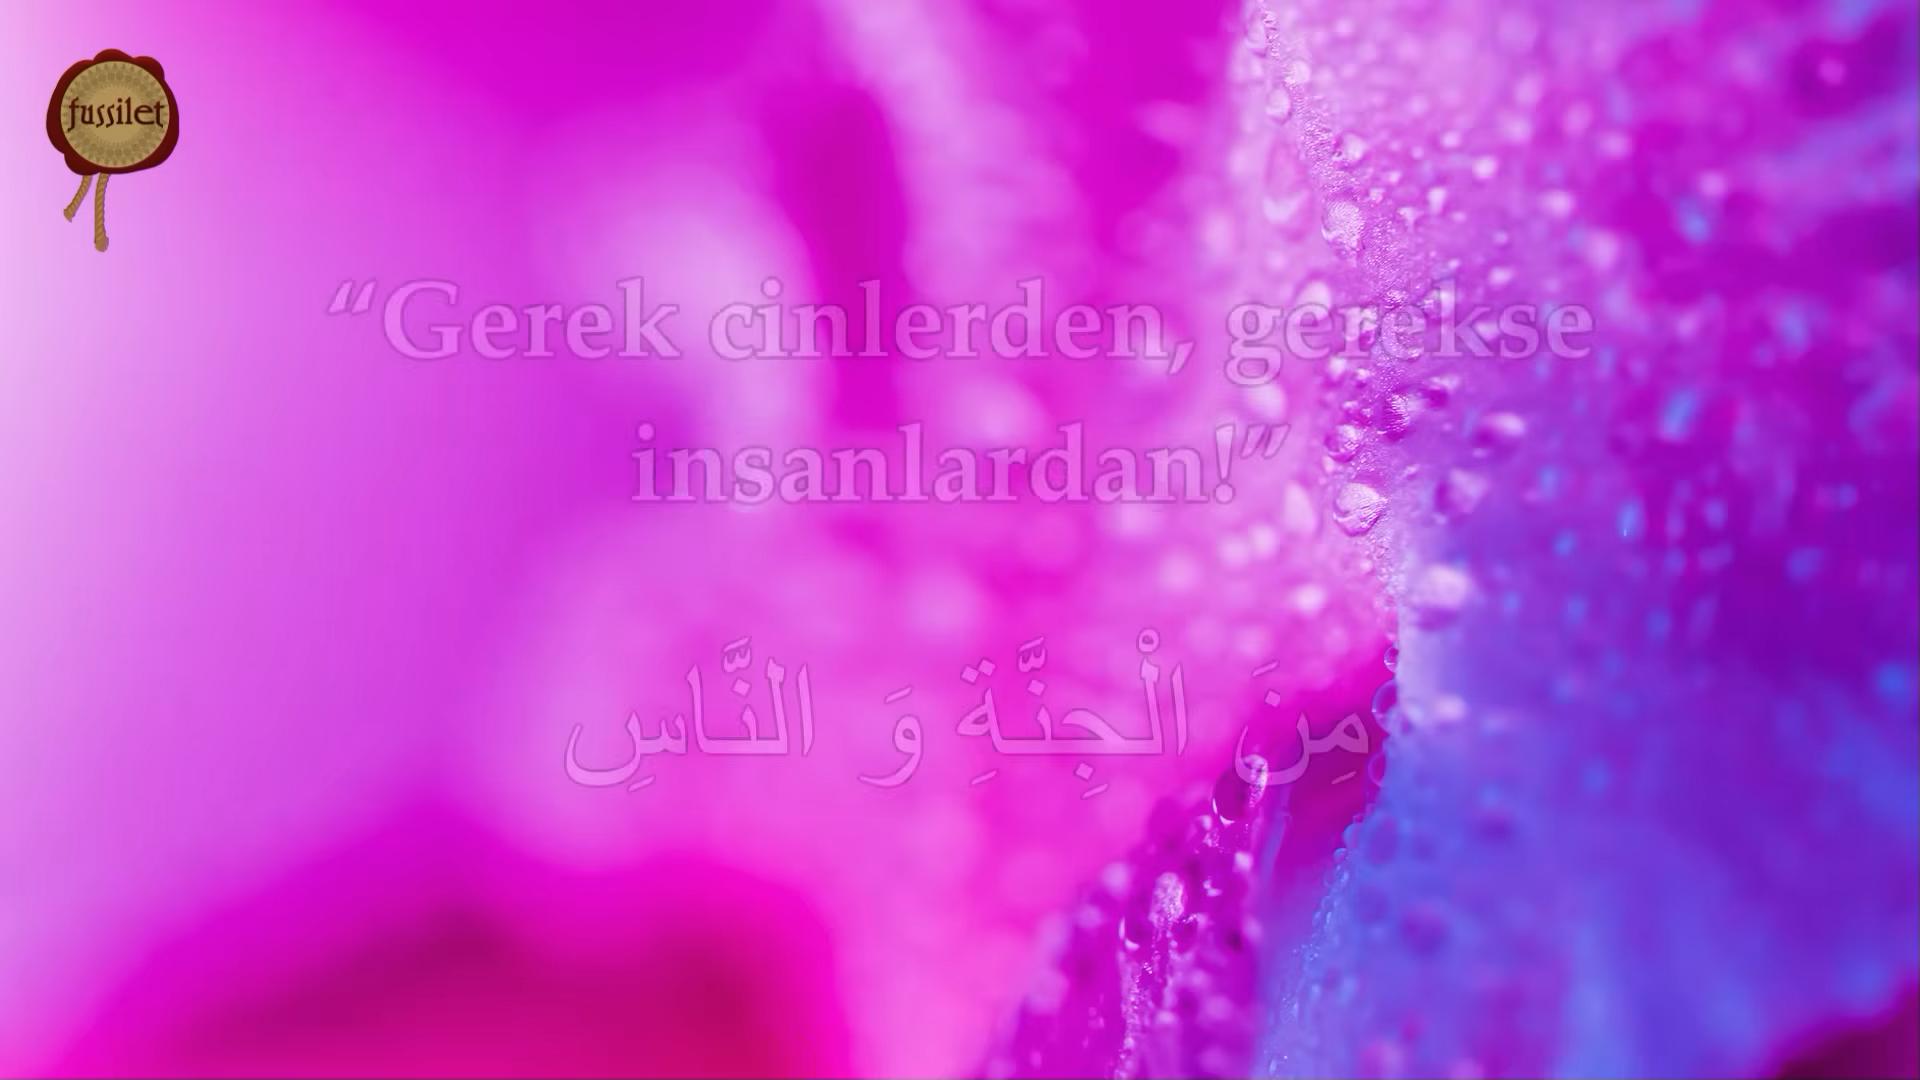 fussilet
“Gerek cinlerden, gerekse
insanlardan!”
مِنَ الْجِنَّةِ وَ النَّاسِ